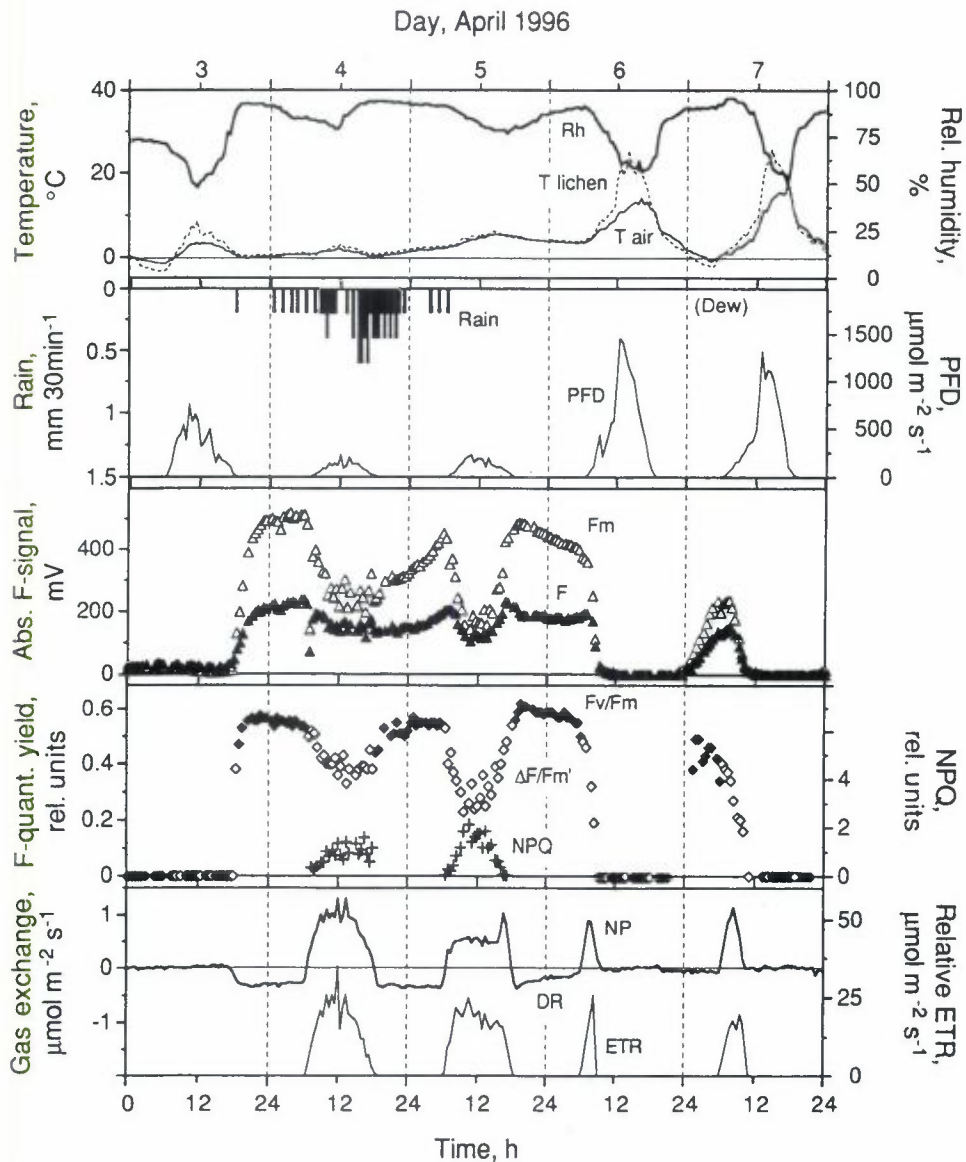 Day, April 1996
3 4 5 6 7
Temperature, °C
40
20
0
Rel. humidity, %
100
75
50
25
0
Rh
T lichen
T air
Rain, mm 30min⁻¹
0
0.5
1
1.5
Rain
(Dew)
PFD
PFD, μmol m⁻² s⁻¹
1500
1000
500
0
Abs. F-signal, mV
400
200
0
Fm
F
F-quant. yield, rel. units
0.6
0.4
0.2
0
Fv/Fm
ΔF/Fm'
NPQ
NPQ, rel. units
4
2
0
Gas exchange, μmol m⁻² s⁻¹
1
0
-1
NP
DR
ETR
Relative ETR, μmol m⁻² s⁻¹
50
25
0
0 12 24 12 24 12 24 12 24 12 24
Time, h